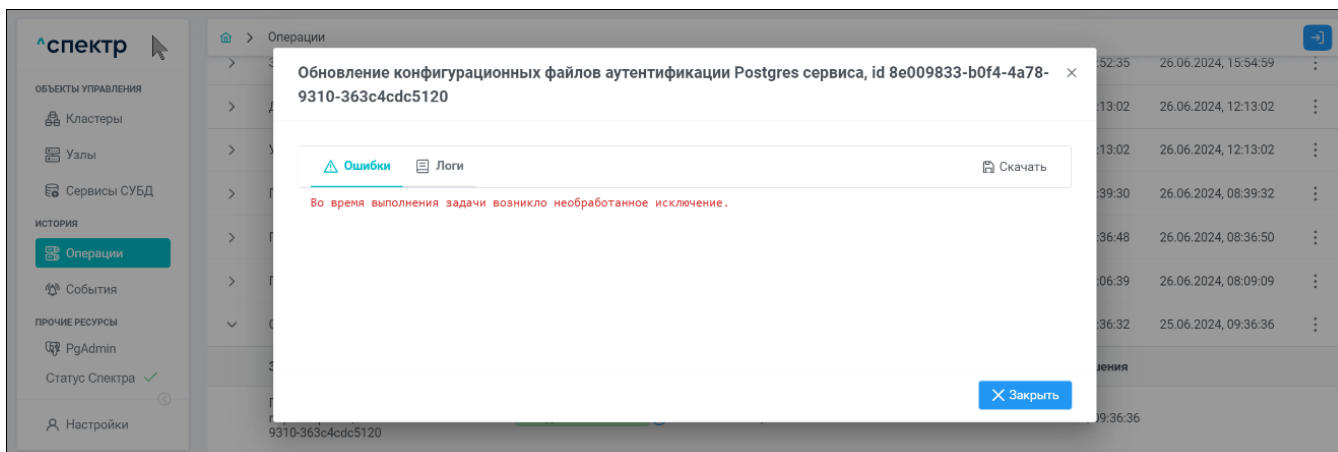 ^спектр
ОБЪЕКТЫ УПРАВЛЕНИЯ
Кластеры
Узлы
Сервисы СУБД
ИСТОРИЯ
Операции
События
ПРОЧИЕ РЕСУРСЫ
PgAdmin
Статус Спектра
Настройки
Операции
Обновление конфигурационных файлов аутентификации Postgres сервиса, id 8e009833-b0f4-4a78-
9310-363c4cdc5120
Ошибки Логи Скачать
Во время выполнения задачи возникло необработанное исключение.
Закрыть
:52:35 26.06.2024, 15:54:59
:13:02 26.06.2024, 12:13:02
:13:02 26.06.2024, 12:13:02
:39:30 26.06.2024, 08:39:32
:36:48 26.06.2024, 08:36:50
:06:39 26.06.2024, 08:09:09
:36:32 25.06.2024, 09:36:36
9310-363c4cdc5120
09:36:36